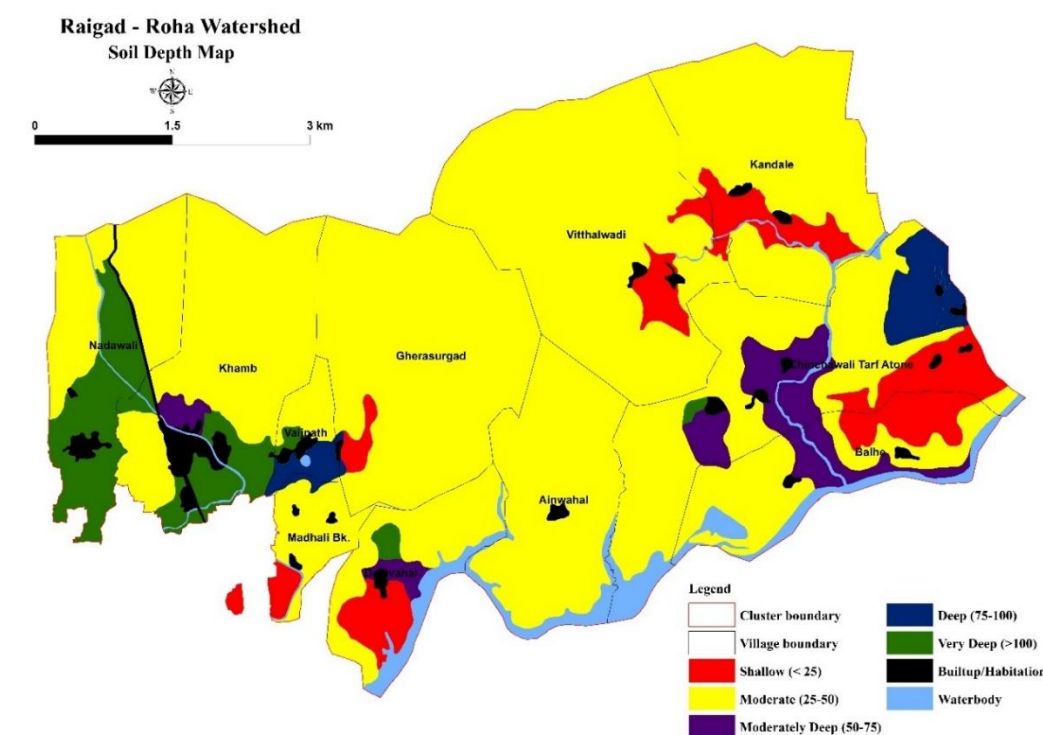 Raigad - Roha Watershed
Soil Depth Map
N
W E
S
0 1.5 3 km
Kandale
Vitthalwadi
Nadawali
Khamb
Gherasurgad
Chinchawali Tarf Atone
Valipath
Balhe
Ainwahal
Madhali Bk.
Legend
Cluster boundary
Village boundary
Shallow (< 25)
Moderate (25-50)
Moderately Deep (50-75)
Deep (75-100)
Very Deep (>100)
Builtup/Habitation
Waterbody